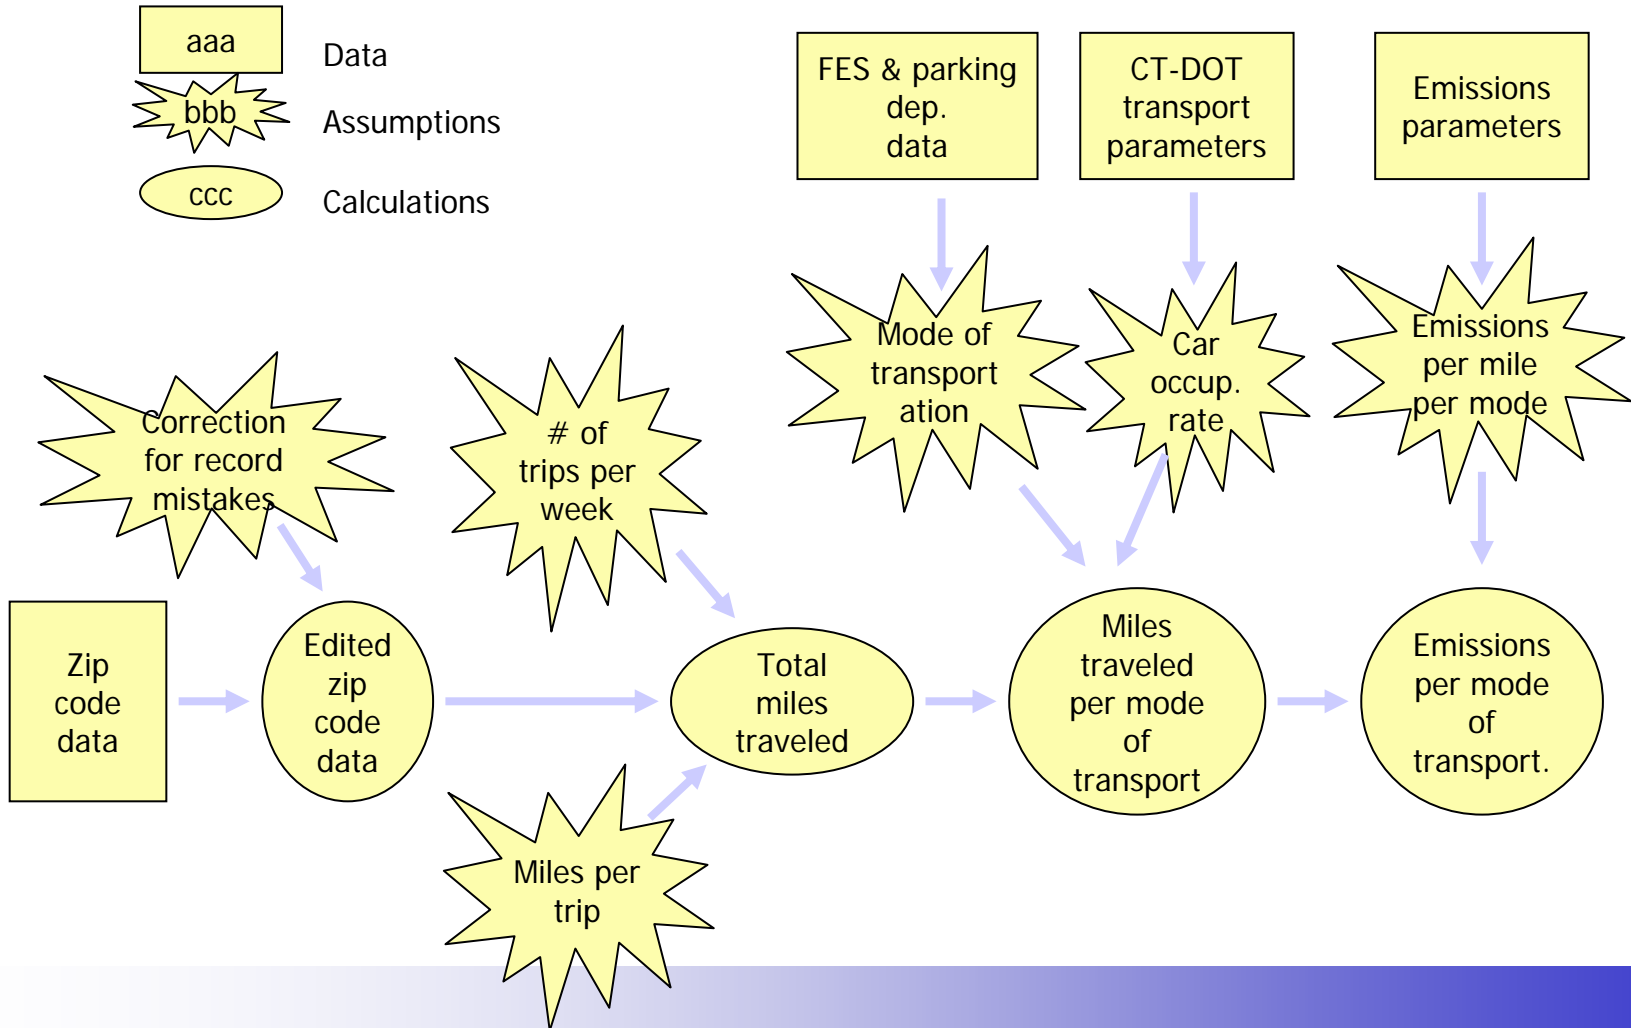 aaa
Data
bbb
Assumptions
ccc
Calculations
FES & parking
dep.
data
CT-DOT
transport
parameters
Emissions
parameters
Correction
for record
mistakes
# of
trips per
week
Mode of
transport
ation
Car
occup.
rate
Emissions
per mile
per mode
Zip
code
data
Edited
zip
code
data
Total
miles
traveled
Miles
traveled
per mode
of
transport
Emissions
per mode
of
transport.
Miles per
trip